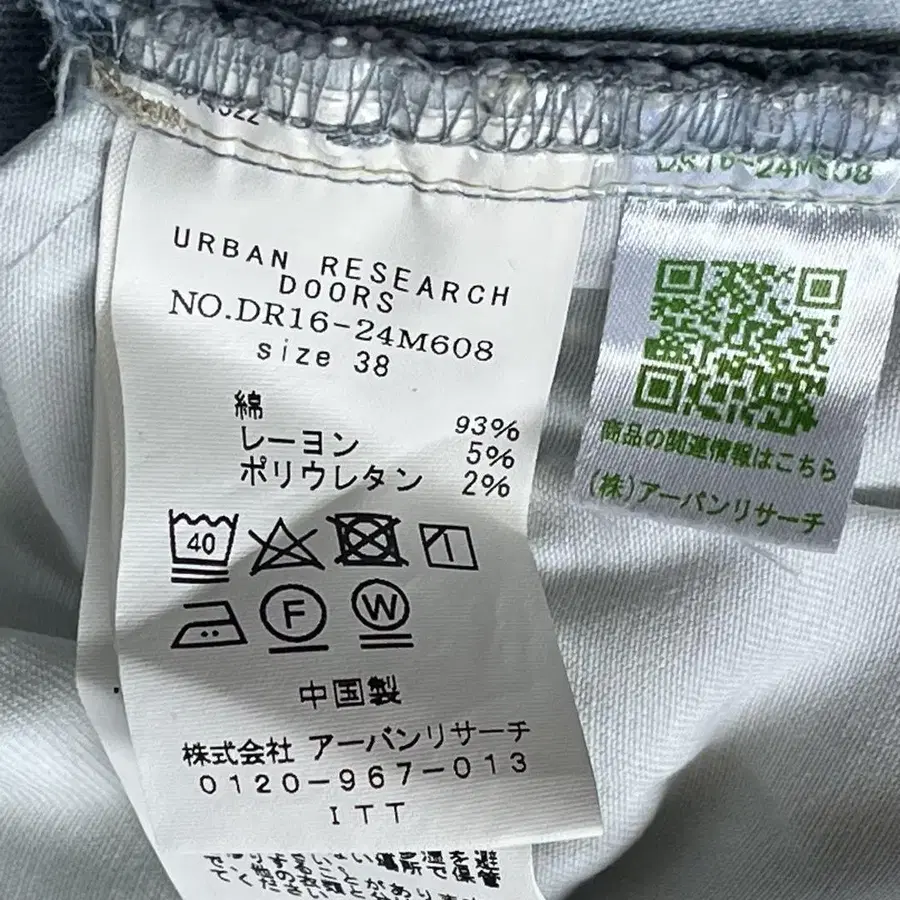 URBAN RESEARCH
DOORS
NO.DR16-24M608
size 38
綿 93%
レーヨン 5%
ポリウレタン 2%
40
F
W
中国製
株式会社 アーバンリサーチ
0120-967-013
ITT
DR16-24M608
商品の関連情報はこちら
(株)アーバンリサーチ